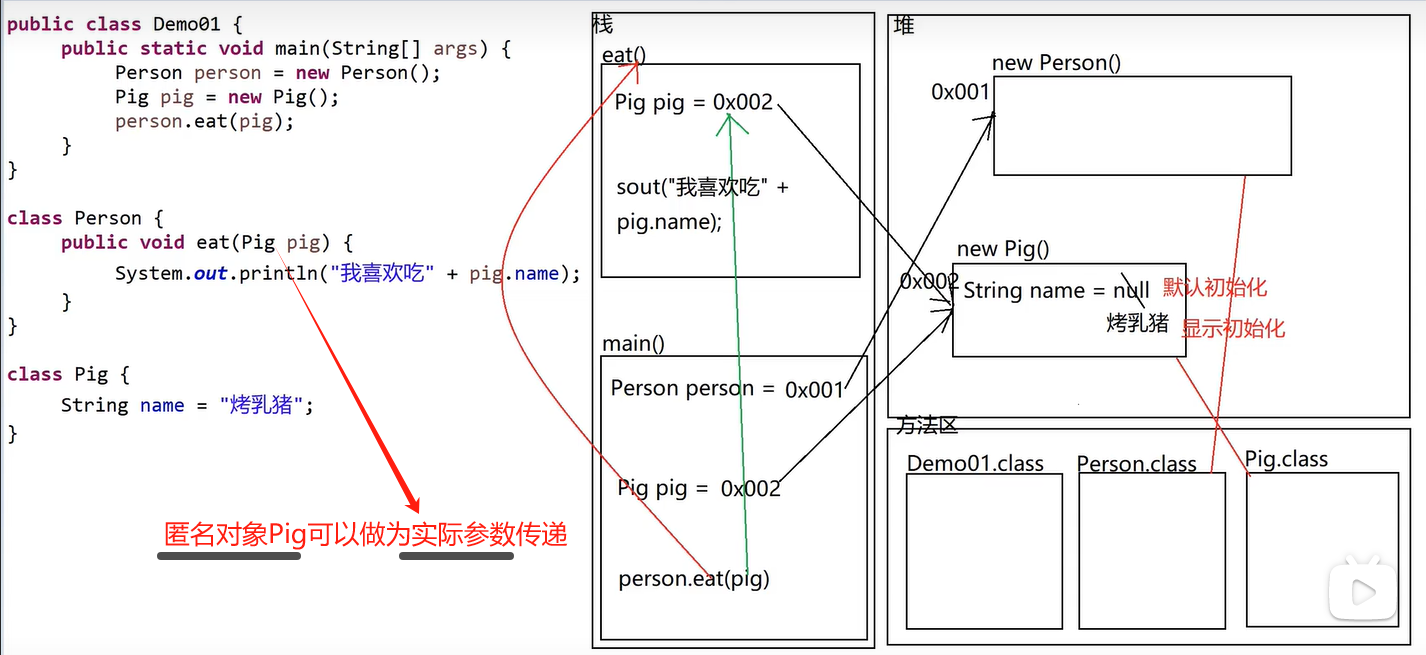 public class Demo01 {
public static void main(String[] args) {
Person person = new Person();
Pig pig = new Pig();
person.eat(pig);
}
}
class Person {
public void eat(Pig pig) {
System.out.println("我喜欢吃" + pig.name);
}
}
class Pig {
String name = "烤乳猪";
}
匿名对象Pig可以做为实际参数传递
栈
eat()
Pig pig = 0x002
sout("我喜欢吃" +
pig.name);
main()
Person person = 0x001
Pig pig = 0x002
person.eat(pig)
堆
new Person()
0x001
new Pig()
0x002
String name = null 默认初始化
烤乳猪 显示初始化
方法区
Demo01.class
Person.class
Pig.class